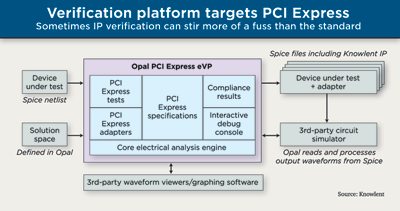 Verification platform targets PCI Express
Sometimes IP verification can stir more of a fuss than the standard
Opal PCI Express eVP
Spice files including Knowlent IP
Device
under test
Spice netlist
Solution
space
Defined in Opal
PCI
Express
tests
PCI
Express
adapters
PCI
Express
specifications
Compliance
results
Interactive
debug
console
Core electrical analysis engine
Device under test
+ adapter
3rd-party circuit
simulator
Opal reads and processes
output waveforms from Spice
3rd-party waveform viewers/graphing software
Source: Knowlent